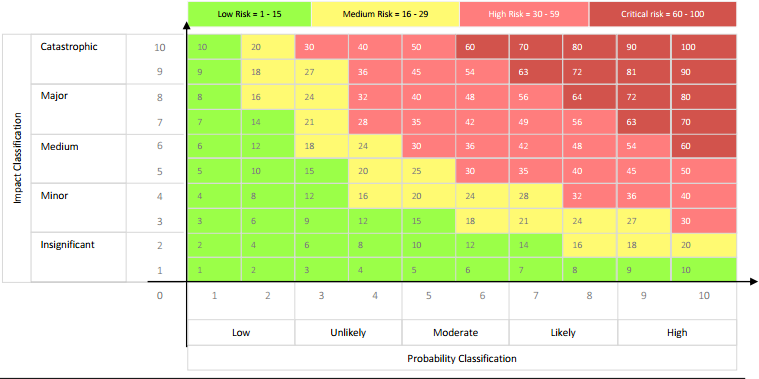 Low Risk = 1 - 15 Medium Risk = 16 - 29 High Risk = 30 - 59 Critical risk = 60 - 100
Impact Classification
Catastrophic 10 10 20 30 40 50 60 70 80 90 100
9 9 18 27 36 45 54 63 72 81 90
Major 8 8 16 24 32 40 48 56 64 72 80
7 7 14 21 28 35 42 49 56 63 70
Medium 6 6 12 18 24 30 36 42 48 54 60
5 5 10 15 20 25 30 35 40 45 50
Minor 4 4 8 12 16 20 24 28 32 36 40
3 3 6 9 12 15 18 21 24 27 30
Insignificant 2 2 4 6 8 10 12 14 16 18 20
1 1 2 3 4 5 6 7 8 9 10
0 1 2 3 4 5 6 7 8 9 10
Low Unlikely Moderate Likely High
Probability Classification